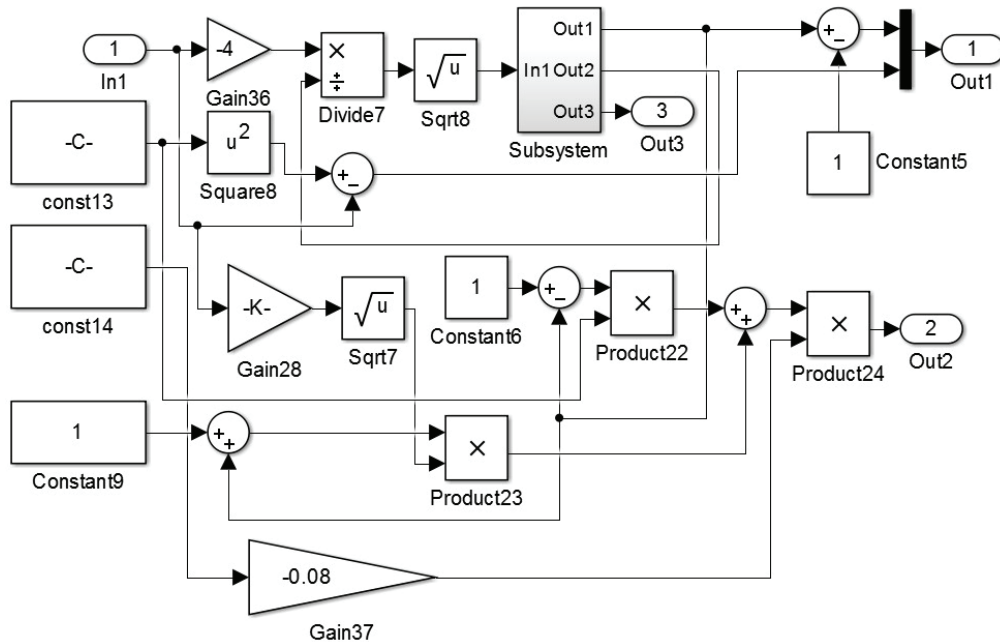 1
In1
-4
Gain36
×
÷
Divide7
√u
Sqrt8
Out1
In1 Out2
Out3
Subsystem
3
Out3
+
−
1
Out1
1
Constant5
-C-
const13
u²
Square8
+
−
-C-
const14
-K-
Gain28
√u
Sqrt7
1
Constant6
+
−
×
Product22
+
+
×
Product24
2
Out2
1
Constant9
+
+
×
Product23
-0.08
Gain37